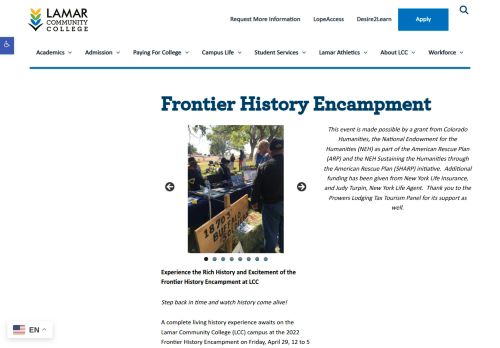 LAMAR
COMMUNITY
COLLEGE
Request More Information LopeAccess Desire2Learn Apply
Academics Admission Paying For College Campus Life Student Services Lamar Athletics About LCC Workforce
Frontier History Encampment
This event is made possible by a grant from Colorado
Humanities, the National Endowment for the
Humanities (NEH) as part of the American Rescue Plan
(ARP) and the NEH Sustaining the Humanities through
the American Rescue Plan (SHARP) initiative. Additional
funding has been given from New York Life Insurance,
and Judy Turpin, New York Life Agent. Thank you to the
Prowers Lodging Tax Tourism Panel for its support as
well.
Experience the Rich History and Excitement of the
Frontier History Encampment at LCC
Step back in time and watch history come alive!
A complete living history experience awaits on the
Lamar Community College (LCC) campus at the 2022
Frontier History Encampment on Friday, April 29, 12 to 5
EN